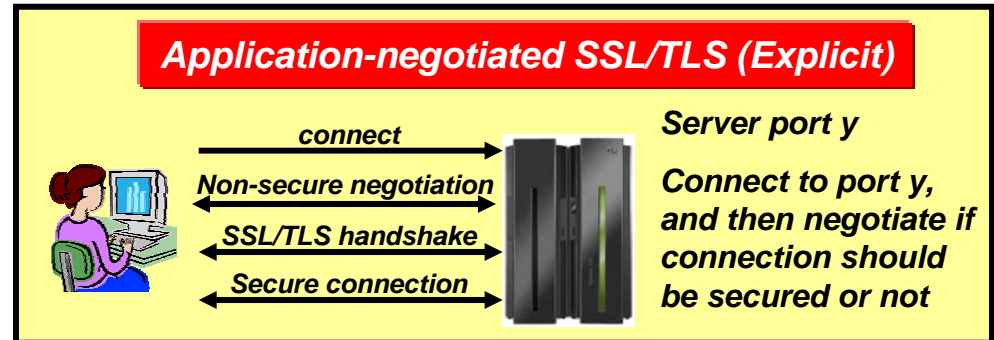 Application-negotiated SSL/TLS (Explicit)
connect
Non-secure negotiation
SSL/TLS handshake
Secure connection
Server port y
Connect to port y,
and then negotiate if
connection should
be secured or not